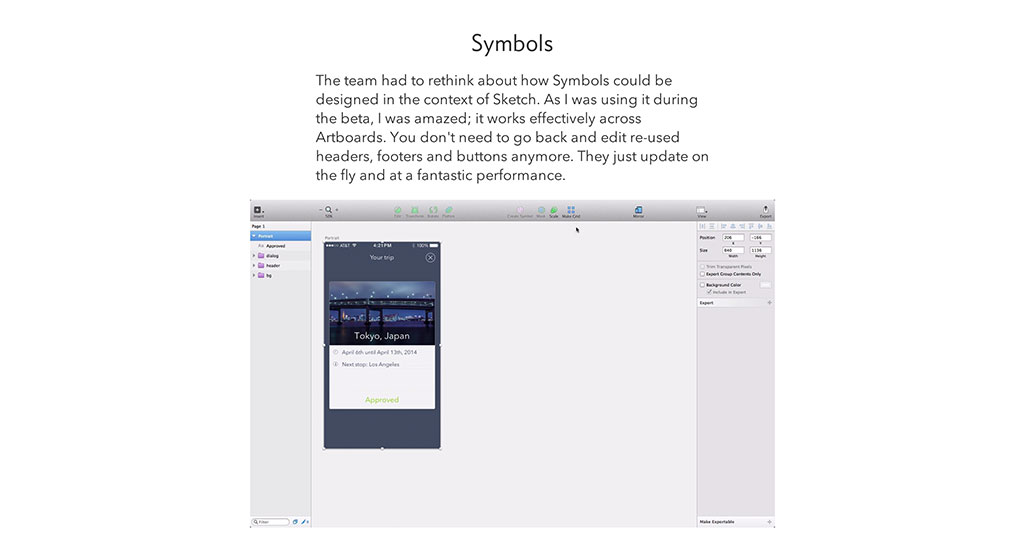 Symbols
The team had to rethink about how Symbols could be
designed in the context of Sketch. As I was using it during
the beta, I was amazed; it works effectively across
Artboards. You don't need to go back and edit re-used
headers, footers and buttons anymore. They just update on
the fly and at a fantastic performance.
Insert 50% Edit Transform Rotate Flatten Create Symbol Mask Scale Make Grid Mirror View Export
Page 1
Portrait
Approved
dialog
header
bg
Portrait
AT&T 4:21PM 100%
Your trip
Tokyo, Japan
April 6th until April 13th, 2014
Next stop: Los Angeles
Approved
Position 206 -166
X Y
Size 640 1136
Width Height
Trim Transparent Pixels
Export Group Contents Only
Background Color
Include in Export
Export
Filter
Make Exportable